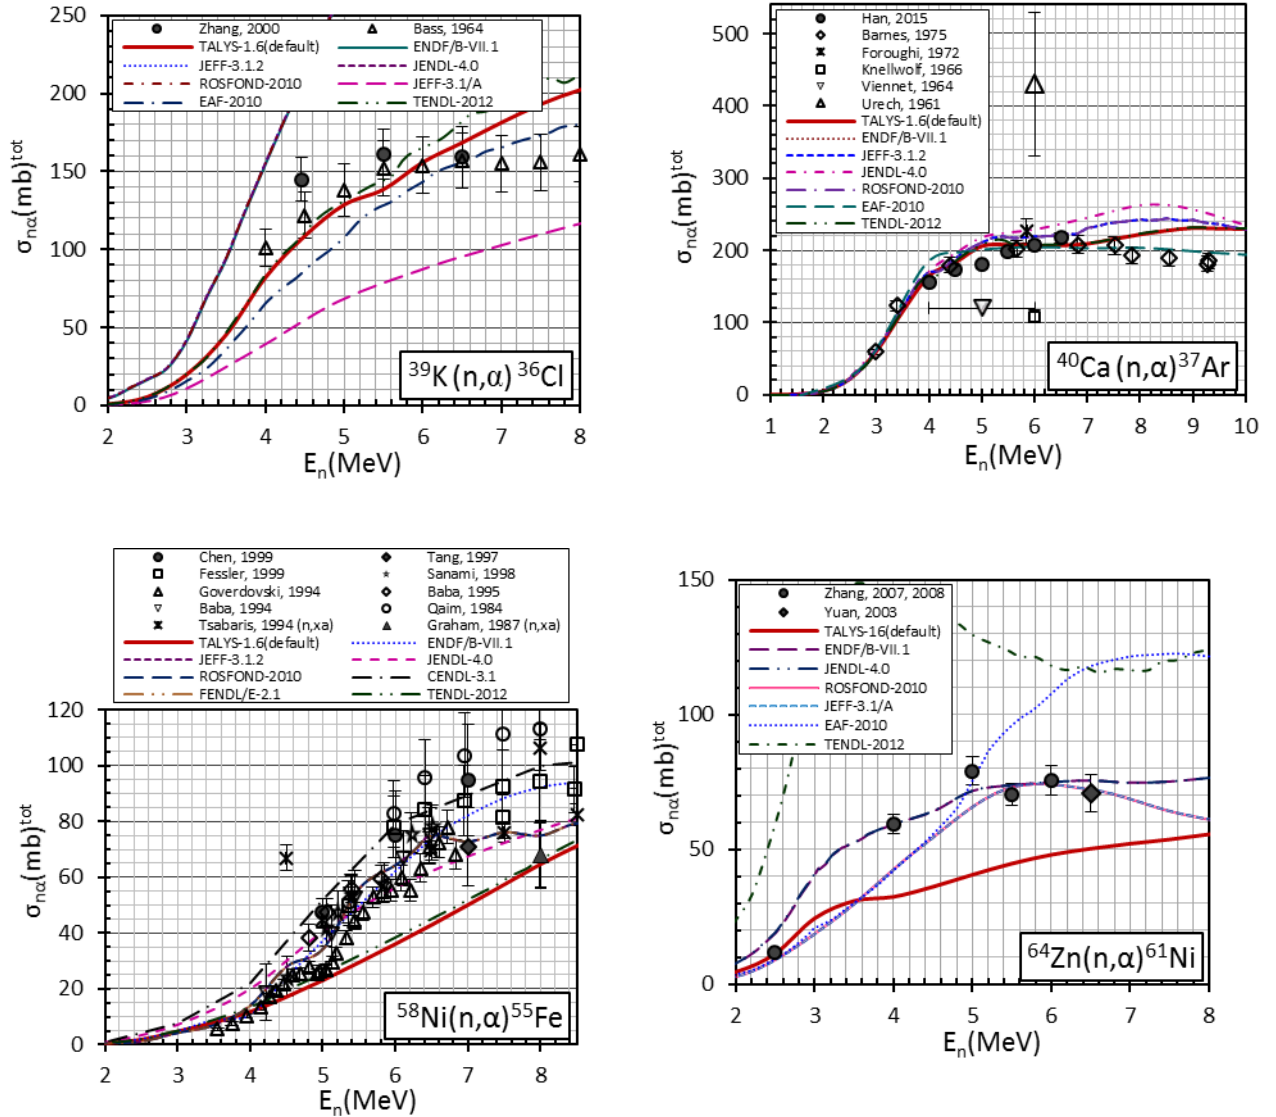 Zhang, 2000 Bass, 1964
TALYS-1.6(default) ENDF/B-VII.1
JEFF-3.1.2 JENDL-4.0
ROSFOND-2010 JEFF-3.1/A
EAF-2010 TENDL-2012
250
200
150
100
50
0
σnα(mb)tot
39K (n,α) 36Cl
2 3 4 5 6 7 8
En(MeV)
Han, 2015
Barnes, 1975
Foroughi, 1972
Knellwolf, 1966
Viennet, 1964
Urech, 1961
TALYS-1.6(default)
ENDF/B-VII.1
JEFF-3.1.2
JENDL-4.0
ROSFOND-2010
EAF-2010
TENDL-2012
500
400
300
200
100
0
σnα(mb)tot
40Ca (n,α)37Ar
1 2 3 4 5 6 7 8 9 10
En(MeV)
Chen, 1999 Tang, 1997
Fessler, 1999 Sanami, 1998
Goverdovski, 1994 Baba, 1995
Baba, 1994 Qaim, 1984
Tsabaris, 1994 (n,xa) Graham, 1987 (n,xa)
TALYS-1.6(default) ENDF/B-VII.1
JEFF-3.1.2 JENDL-4.0
ROSFOND-2010 CENDL-3.1
FENDL/E-2.1 TENDL-2012
120
100
80
60
40
20
0
σnα(mb)tot
58Ni(n,α)55Fe
2 3 4 5 6 7 8
En(MeV)
Zhang, 2007, 2008
Yuan, 2003
TALYS-16(default)
ENDF/B-VII.1
JENDL-4.0
ROSFOND-2010
JEFF-3.1/A
EAF-2010
TENDL-2012
150
100
50
0
σnα(mb)tot
64Zn(n,α)61Ni
2 3 4 5 6 7 8
En(MeV)